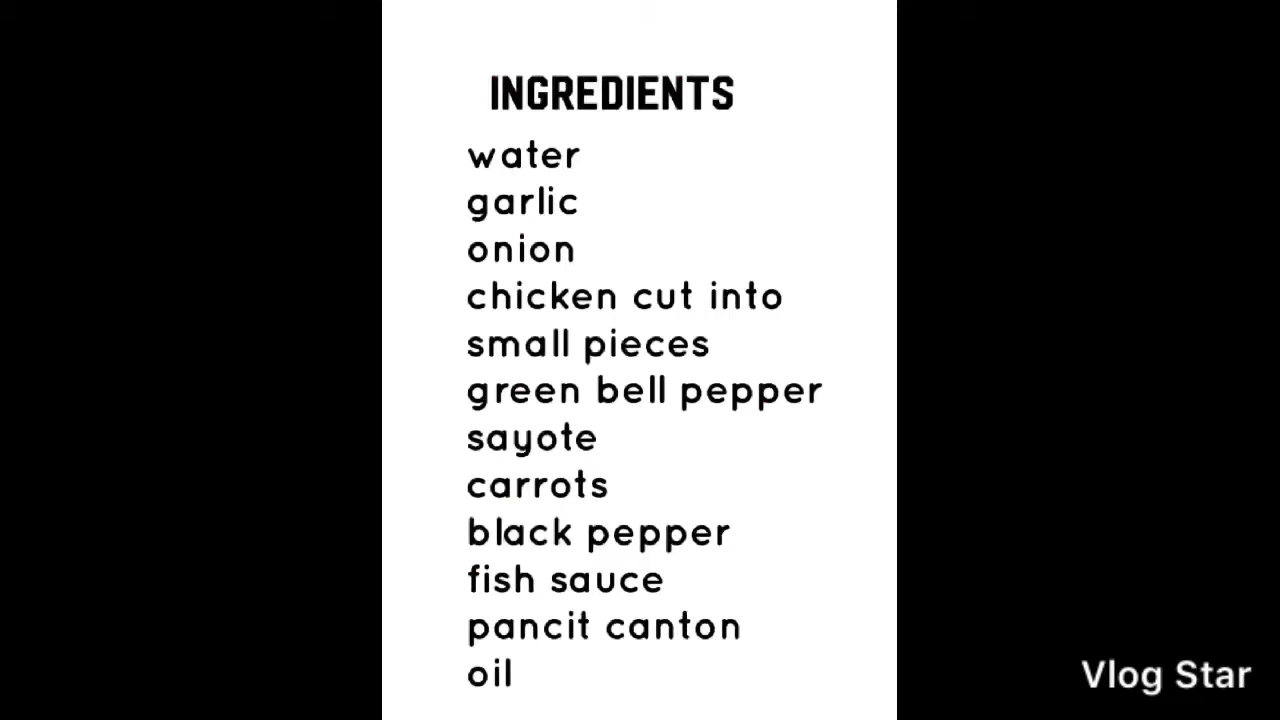 INGREDIENTS
water
garlic
onion
chicken cut into
small pieces
green bell pepper
sayote
carrots
black pepper
fish sauce
pancit canton
oil
Vlog Star